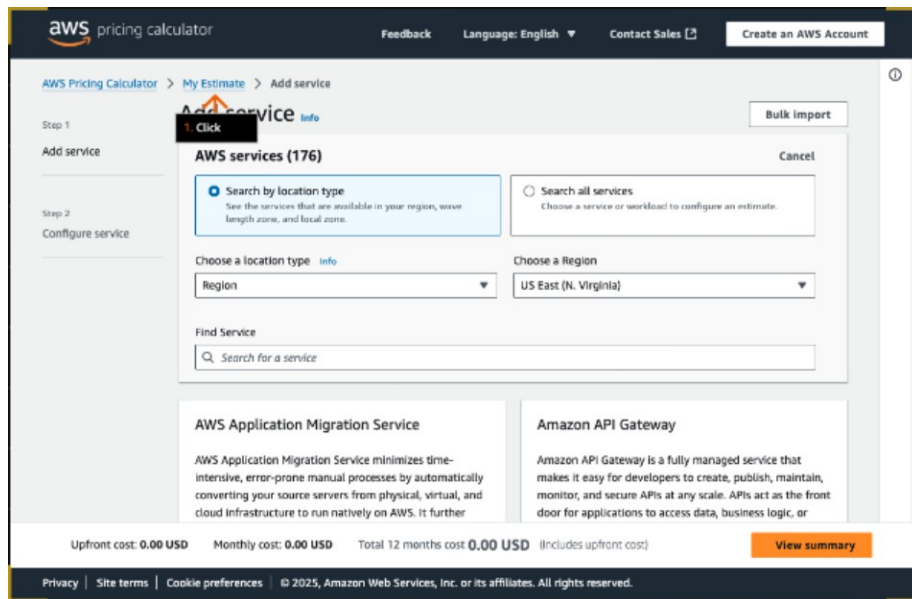 aws pricing calculator
Feedback Language: English ▼ Contact Sales Create an AWS Account
AWS Pricing Calculator > My Estimate > Add service
Add service Info
Bulk import
1. Click
Step 1
Add service
Step 2
Configure service
AWS services (176)
Cancel
Search by location type
See the services that are available in your region, wave
length zone, and local zone.
Search all services
Choose a service or workload to configure an estimate.
Choose a location type Info
Region
Choose a Region
US East (N. Virginia)
Find Service
Search for a service
AWS Application Migration Service
AWS Application Migration Service minimizes time-
intensive, error-prone manual processes by automatically
converting your source servers from physical, virtual, and
cloud infrastructure to run natively on AWS. It further
Amazon API Gateway
Amazon API Gateway is a fully managed service that
makes it easy for developers to create, publish, maintain,
monitor, and secure APIs at any scale. APIs act as the front
door for applications to access data, business logic, or
Upfront cost: 0.00 USD Monthly cost: 0.00 USD Total 12 months cost 0.00 USD (Includes upfront cost) View summary
Privacy | Site terms | Cookie preferences | © 2025, Amazon Web Services, Inc. or its affiliates. All rights reserved.